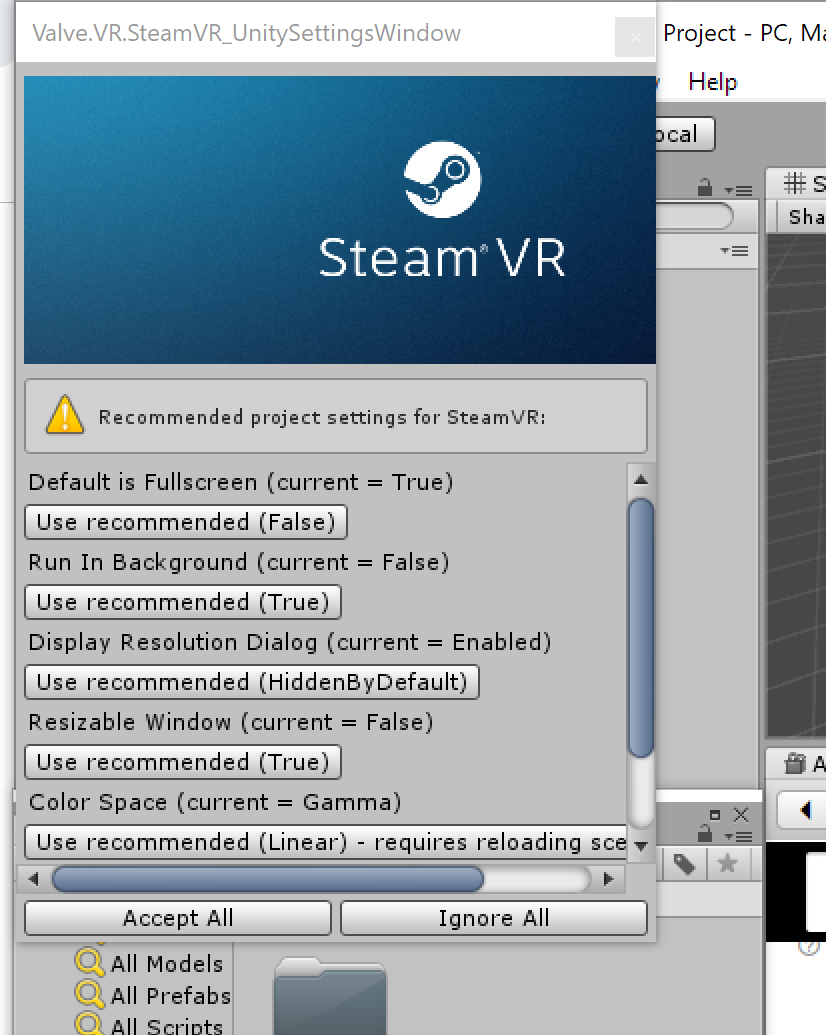 Valve.VR.SteamVR_UnitySettingsWindow
Project - PC, Ma
Help
ocal
S
Sha
Steam®VR
Recommended project settings for SteamVR:
Default is Fullscreen (current = True)
Use recommended (False)
Run In Background (current = False)
Use recommended (True)
Display Resolution Dialog (current = Enabled)
Use recommended (HiddenByDefault)
Resizable Window (current = False)
Use recommended (True)
Color Space (current = Gamma)
Use recommended (Linear) - requires reloading sce
A
Accept All
Ignore All
All Models
All Prefabs
All Scripts